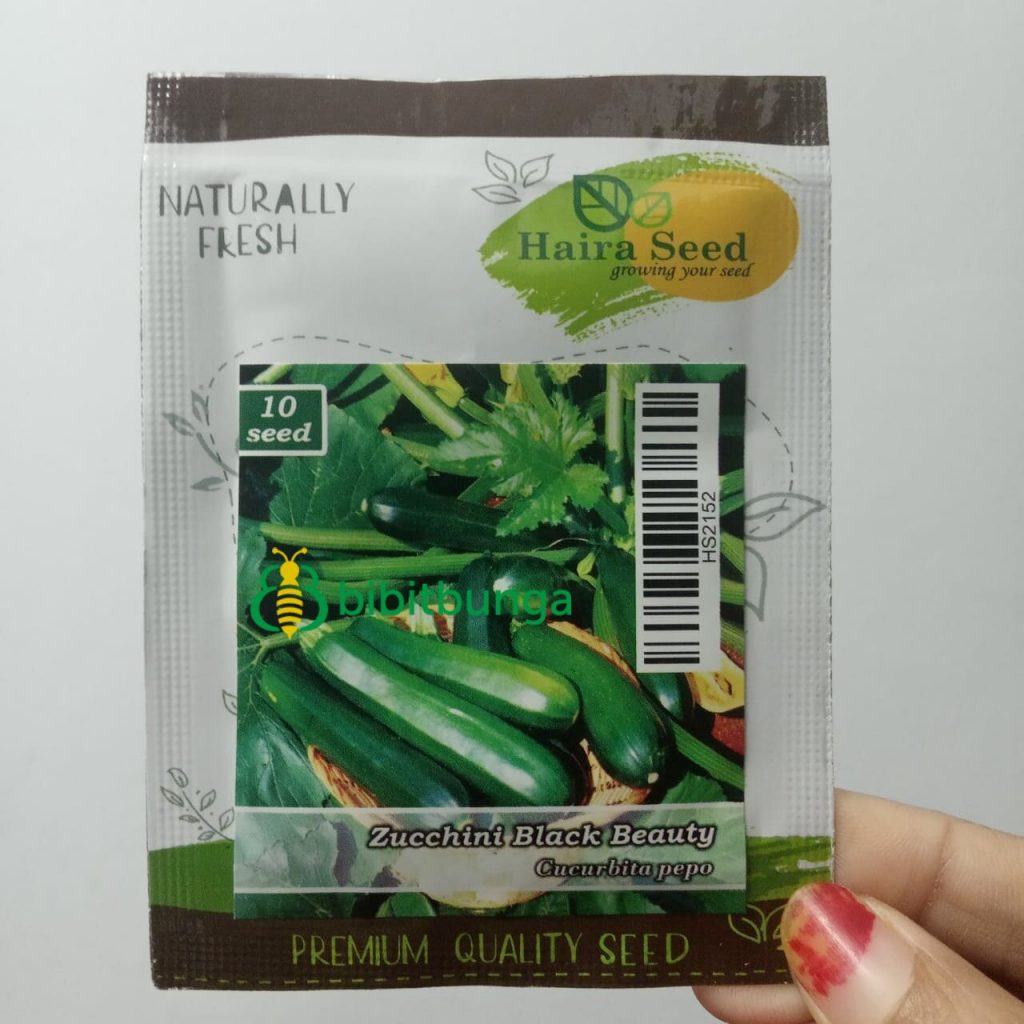 NATURALLY
FRESH
Haira Seed
growing your seed
10
seed
HS2152
bibitbunga
Zucchini Black Beauty
Cucurbita pepo
PREMIUM QUALITY SEED